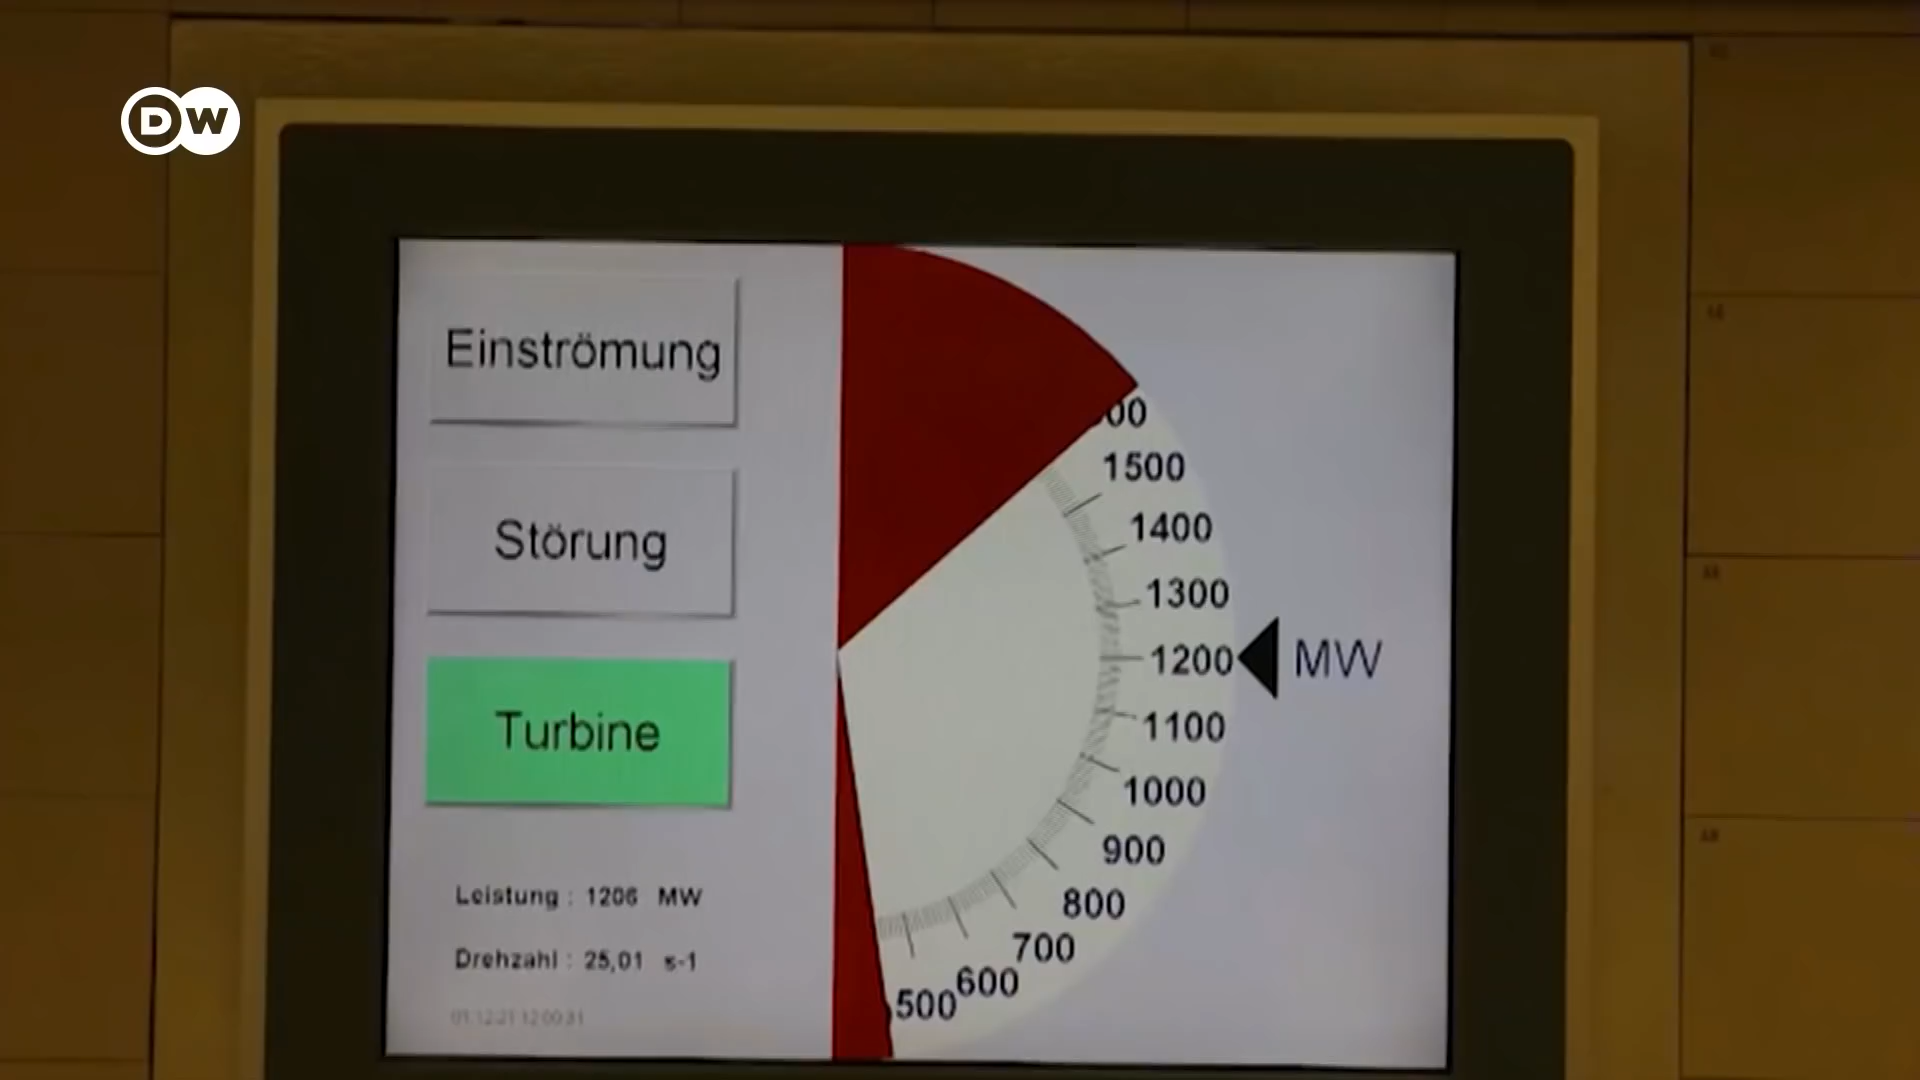 DW
Einströmung
Störung
Turbine
Leistung : 1206 MW
Drehzahl : 25,01 s-1
00
1500
1400
1300
1200
MW
1100
1000
900
800
700
600
500